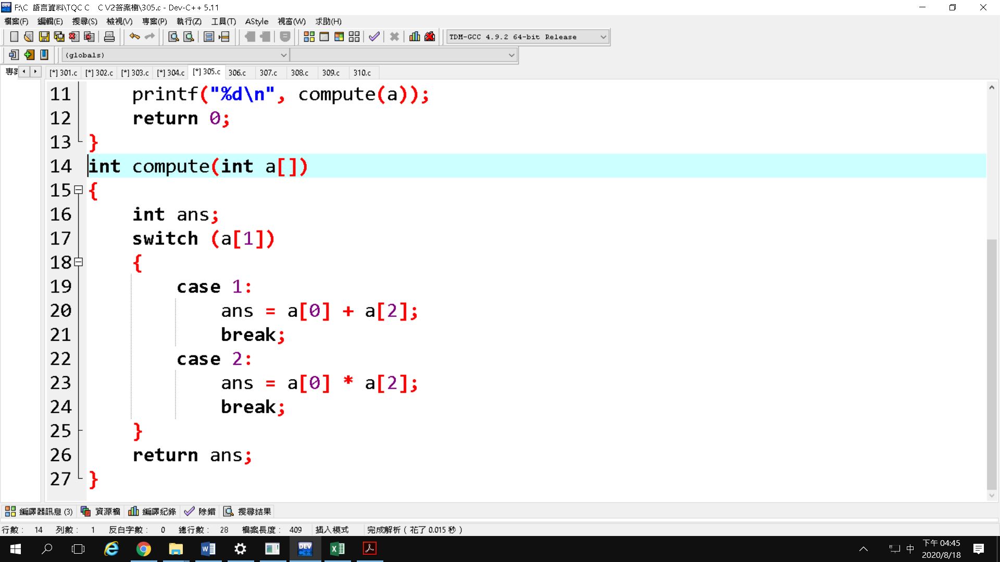 F:\C 語言資料\TQC C    C V2答案檔\305.c - Dev-C++ 5.11
檔案(F) 編輯(E) 搜尋(S) 檢視(V) 專案(P) 執行(Z) 工具(T) AStyle 視窗(W) 求助(H)
TDM-GCC 4.9.2 64-bit Release
(globals)
[*] 301.c [*] 302.c [*] 303.c [*] 304.c [*] 305.c 306.c 307.c 308.c 309.c 310.c
11     printf("%d\n", compute(a));
12     return 0;
13 }
14 int compute(int a[])
15 {
16     int ans;
17     switch (a[1])
18     {
19         case 1:
20             ans = a[0] + a[2];
21             break;
22         case 2:
23             ans = a[0] * a[2];
24             break;
25     }
26     return ans;
27 }
編譯器訊息 (3) 資源檔 編譯紀錄 除錯 搜尋結果
行數： 14 列數： 1 反白字數： 0 總行數： 28 檔案長度： 409 插入模式 完成解析 ( 花了 0.015 秒 )
DEV C++ 中 下午 04:45
2020/8/18